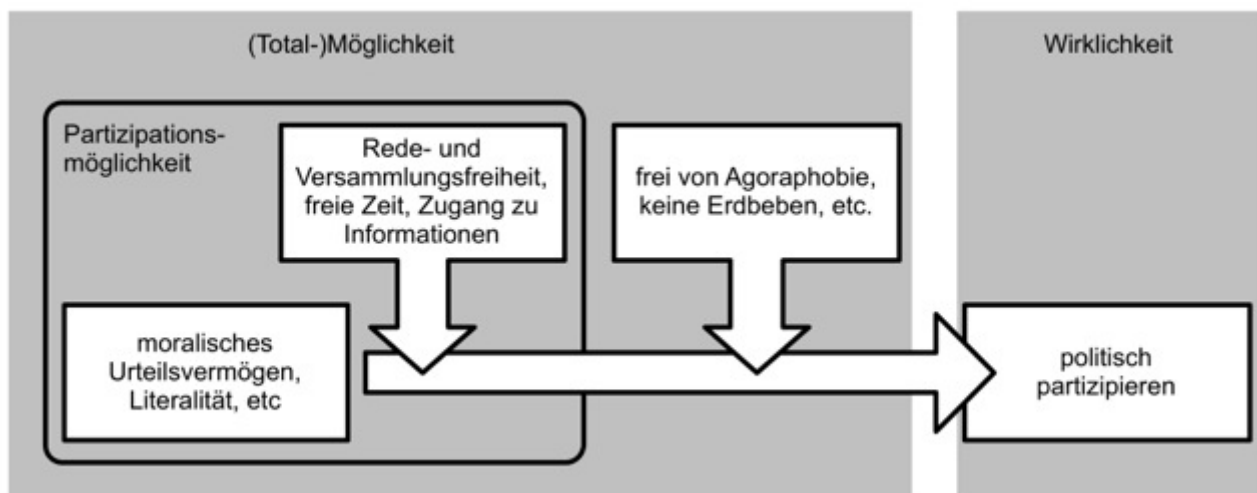 (Total-)Möglichkeit
Wirklichkeit
Partizipations-
möglichkeit
Rede- und
Versammlungsfreiheit,
freie Zeit, Zugang zu
Informationen
frei von Agoraphobie,
keine Erdbeben, etc.
moralisches
Urteilsvermögen,
Literalität, etc
politisch
partizipieren